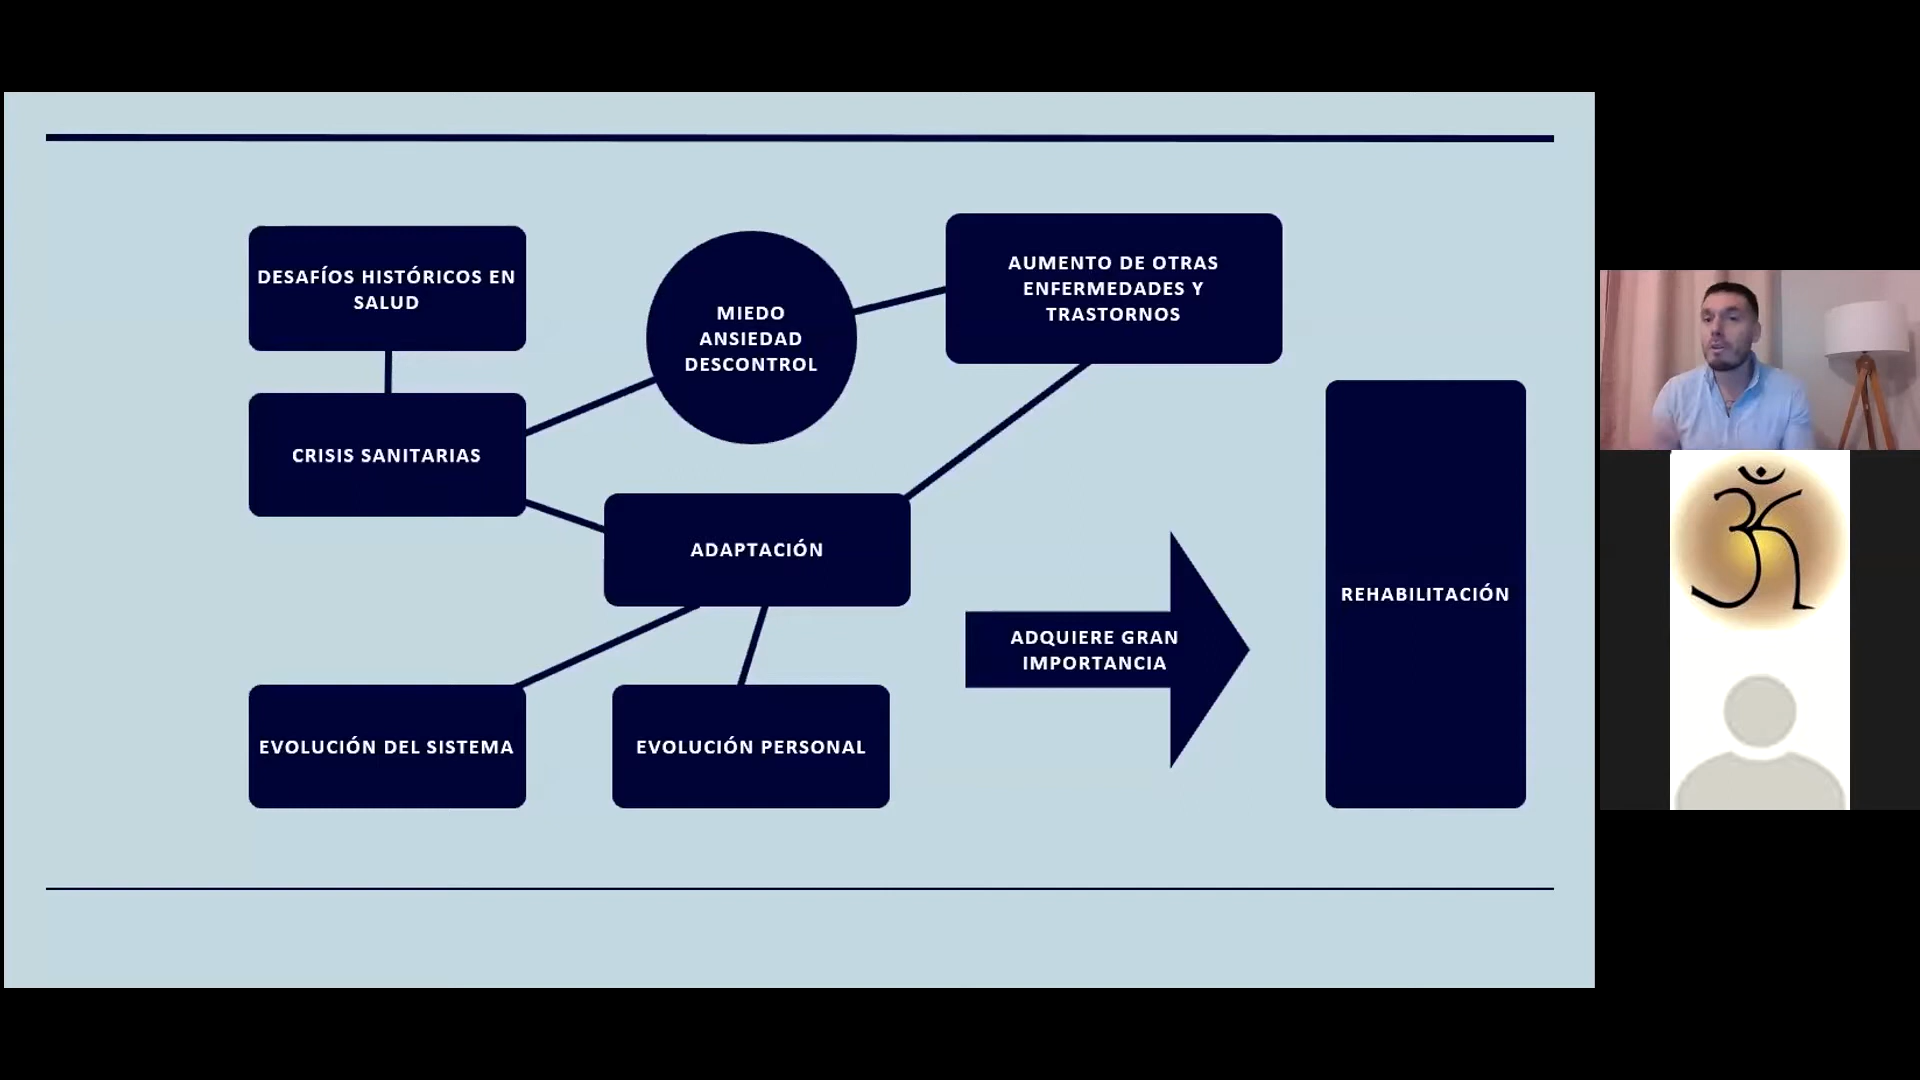 DESAFÍOS HISTÓRICOS EN
SALUD
MIEDO
ANSIEDAD
DESCONTROL
AUMENTO DE OTRAS
ENFERMEDADES Y
TRASTORNOS
CRISIS SANITARIAS
ADAPTACIÓN
ADQUIERE GRAN
IMPORTANCIA
REHABILITACIÓN
EVOLUCIÓN DEL SISTEMA
EVOLUCIÓN PERSONAL